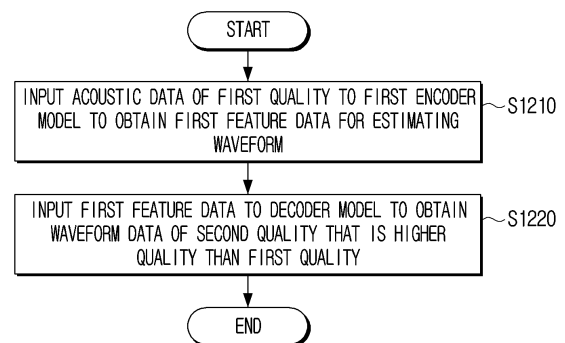 START
INPUT ACOUSTIC DATA OF FIRST QUALITY TO FIRST ENCODER
MODEL TO OBTAIN FIRST FEATURE DATA FOR ESTIMATING
WAVEFORM
S1210
INPUT FIRST FEATURE DATA TO DECODER MODEL TO OBTAIN
WAVEFORM DATA OF SECOND QUALITY THAT IS HIGHER
QUALITY THAN FIRST QUALITY
S1220
END